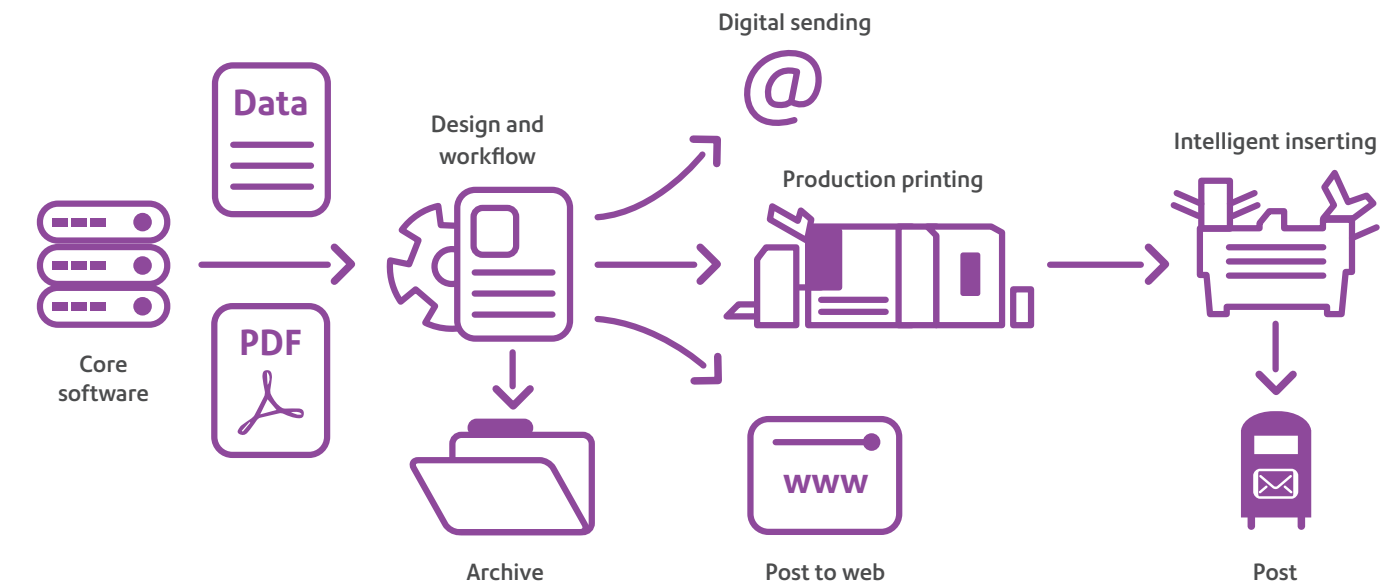 Digital sending
@
Data
Design and
workflow
Intelligent inserting
Production printing
PDF
Core
software
www
Archive
Post to web
Post